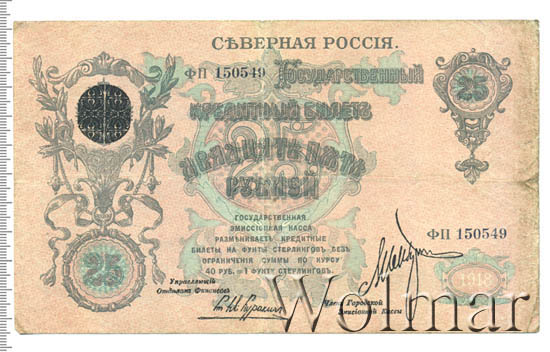 СѢВЕРНАЯ РОССІЯ.
ФП 150549 ГОСУДАРСТВЕННЫЙ
25
КРЕДИТНЫЙ БИЛЕТЪ
25
ДВАДЦАТЬ ПЯТЬ
РУБЛЕЙ
ГОСУДАРСТВЕННАЯ
ЭМИССІОННАЯ КАССА
РАЗМѢНИВАЕТЪ КРЕДИТНЫЕ
БИЛЕТЫ НА ФУНТЫ СТЕРЛИНГОВЪ БЕЗЪ
ОГРАНИЧЕНІЯ СУММЫ ПО КУРСУ
40 РУБ. = 1 ФУНТУ СТЕРЛИНГОВЪ.
ФП 150549
25
1918
Управляющій
Отдѣломъ Финансовъ
Члены Городской
Эмиссіонной Кассы
Wolmar